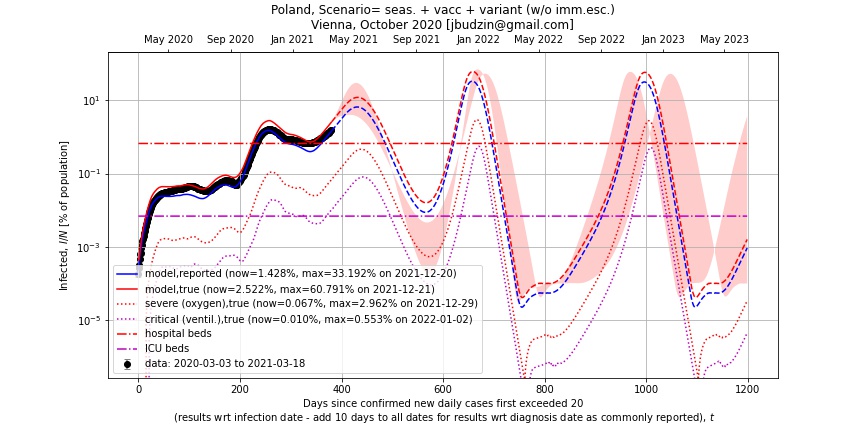 Poland, Scenario= seas. + vacc + variant (w/o imm.esc.)
Vienna, October 2020 [jbudzin@gmail.com]
May 2020 Sep 2020 Jan 2021 May 2021 Sep 2021 Jan 2022 May 2022 Sep 2022 Jan 2023 May 2023
Infected, I/N [% of population]
10¹
10⁻¹
10⁻³
10⁻⁵
model,reported (now=1.428%, max=33.192% on 2021-12-20)
model,true (now=2.522%, max=60.791% on 2021-12-21)
severe (oxygen),true (now=0.067%, max=2.962% on 2021-12-29)
critical (ventil.),true (now=0.010%, max=0.553% on 2022-01-02)
hospital beds
ICU beds
data: 2020-03-03 to 2021-03-18
0 200 400 600 800 1000 1200
Days since confirmed new daily cases first exceeded 20
(results wrt infection date - add 10 days to all dates for results wrt diagnosis date as commonly reported), t